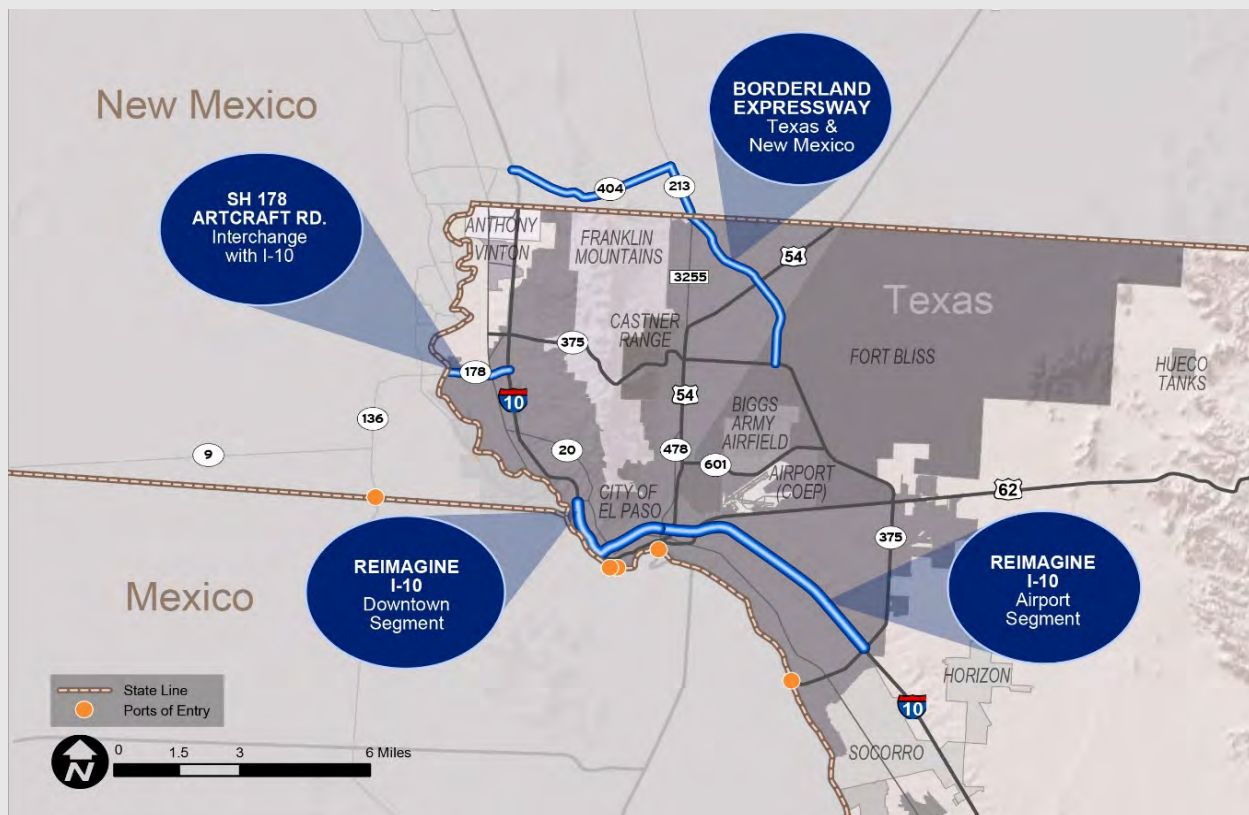 New Mexico
BORDERLAND
EXPRESSWAY
Texas &
New Mexico
SH 178
ARTCRAFT RD.
Interchange
with I-10
404
213
ANTHONY
VINTON
FRANKLIN
MOUNTAINS
54
3255
Texas
CASTNER
RANGE
375
FORT BLISS
HUECO
TANKS
178
10
54
136
BIGGS
ARMY
AIRFIELD
9
20
478
601
AIRPORT
(COEP)
62
CITY OF
EL PASO
375
REIMAGINE
I-10
Downtown
Segment
REIMAGINE
I-10
Airport
Segment
Mexico
HORIZON
10
SOCORRO
State Line
Ports of Entry
N
0 1.5 3 6 Miles